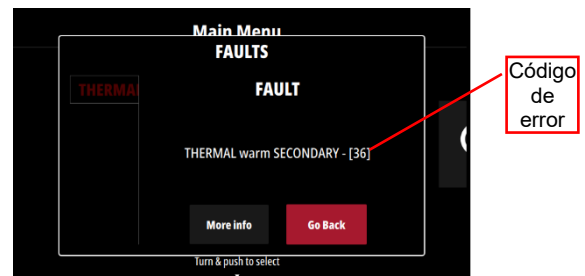 Main Menu
FAULTS
THERMAL
FAULT
THERMAL warm SECONDARY - [36]
More info
Go Back
Turn & push to select
Código
de
error